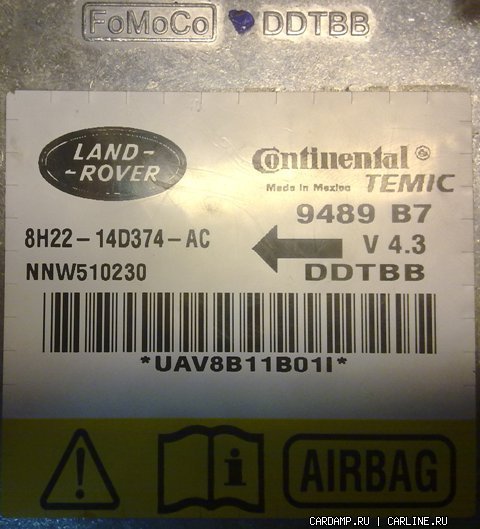 FoMoCo DDTBB
LAND-
-ROVER
Continental ®
Made in Mexico TEMIC
9489 B7
8H22-14D374-AC
V 4.3
NNW510230
DDTBB
*UAV8B11B01I*
AIRBAG
CARDAMP.RU | CARLINE.RU